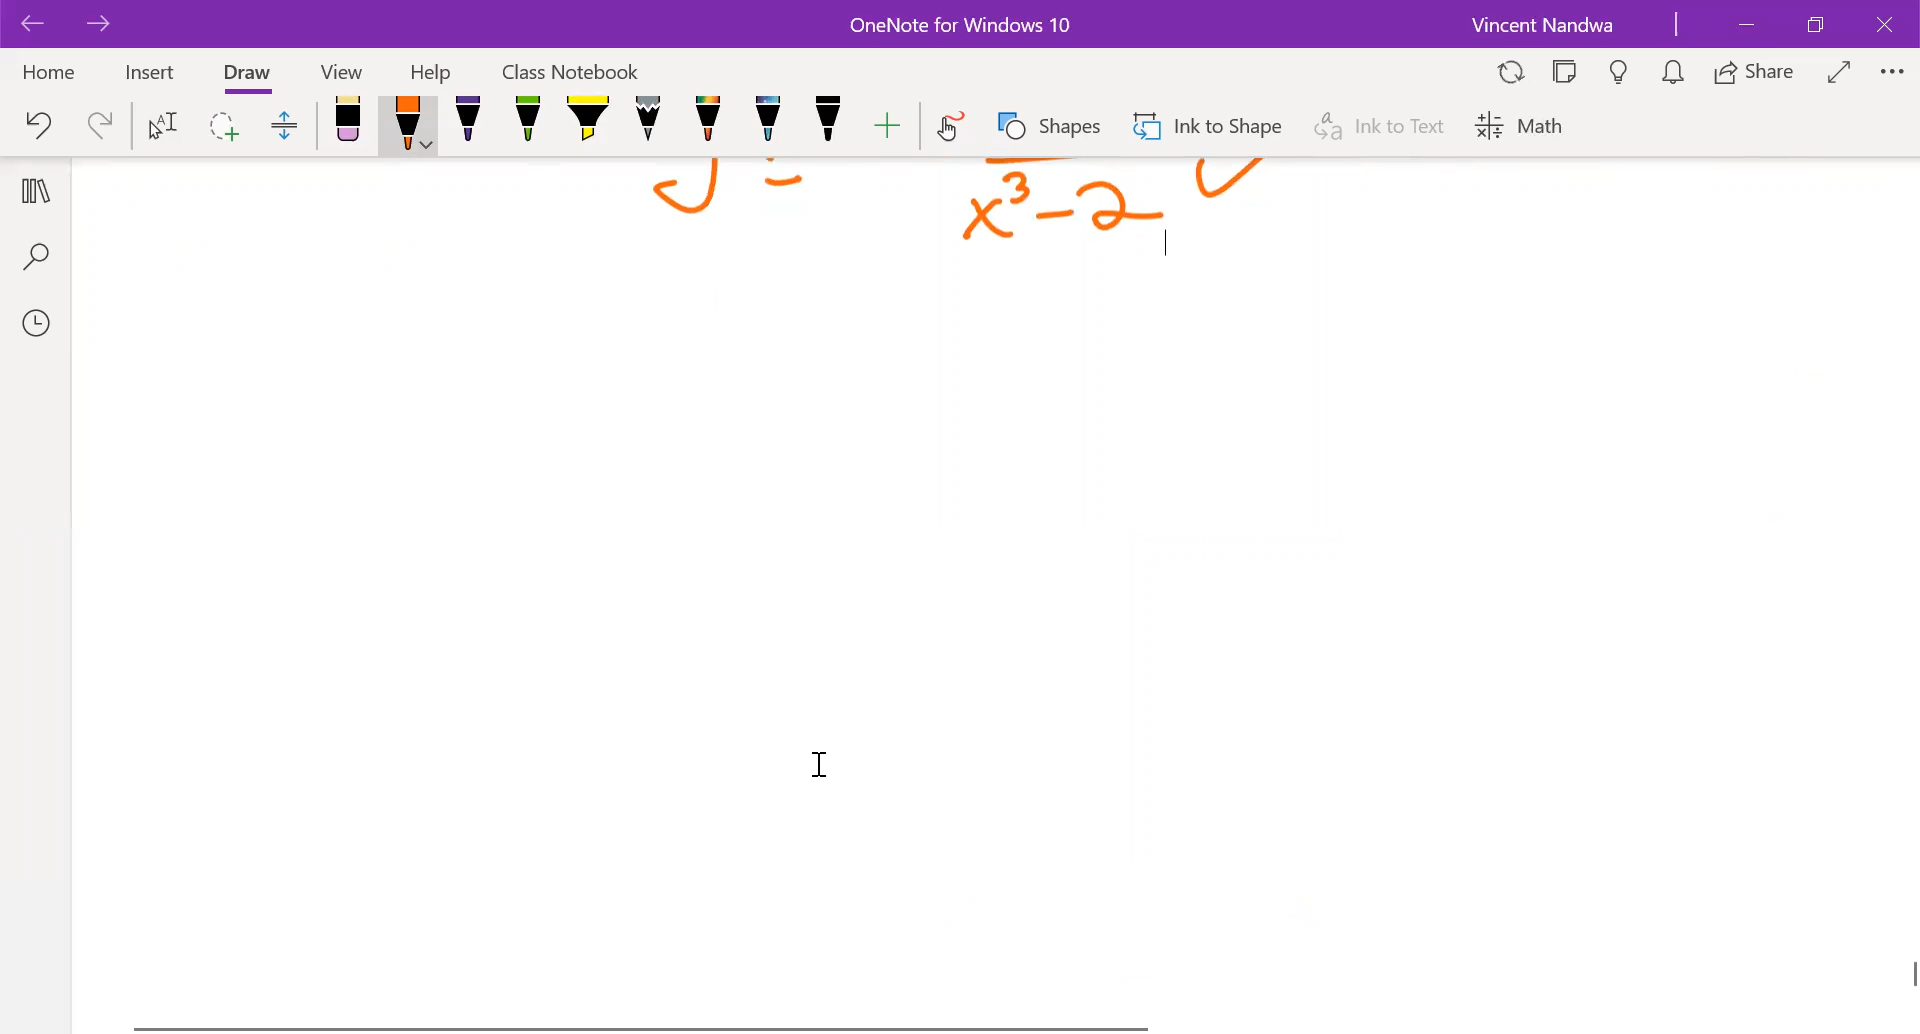 OneNote for Windows 10
Vincent Nandwa
Home Insert Draw View Help Class Notebook Share
Shapes Ink to Shape Ink to Text Math
x³-2